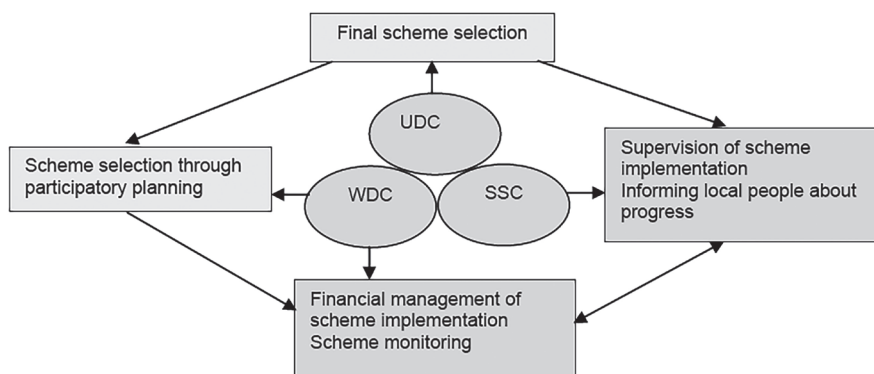 Final scheme selection
UDC
Scheme selection through
participatory planning
WDC
SSC
Supervision of scheme
implementation
Informing local people about
progress
Financial management of
scheme implementation
Scheme monitoring